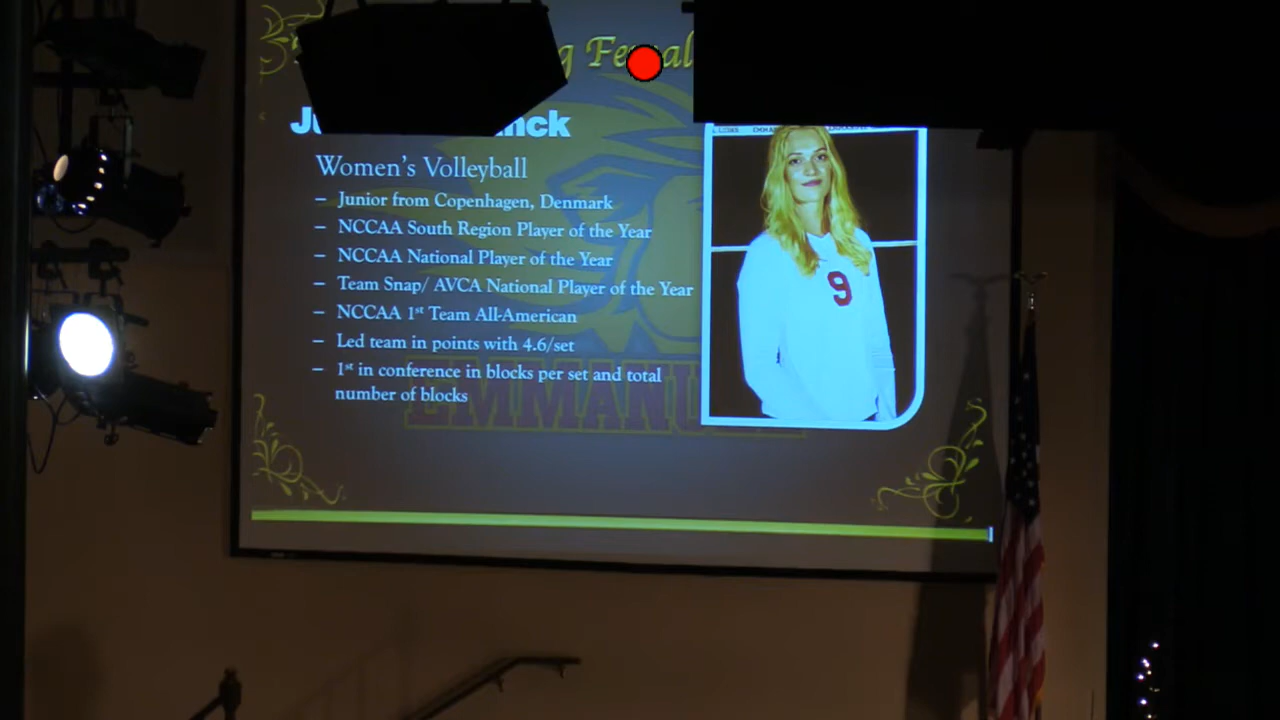 Women's Volleyball
– Junior from Copenhagen, Denmark
– NCCAA South Region Player of the Year
– NCCAA National Player of the Year
– Team Snap/ AVCA National Player of the Year
– NCCAA 1st Team All-American
– Led team in points with 4.6/set
– 1st in conference in blocks per set and total
number of blocks
9